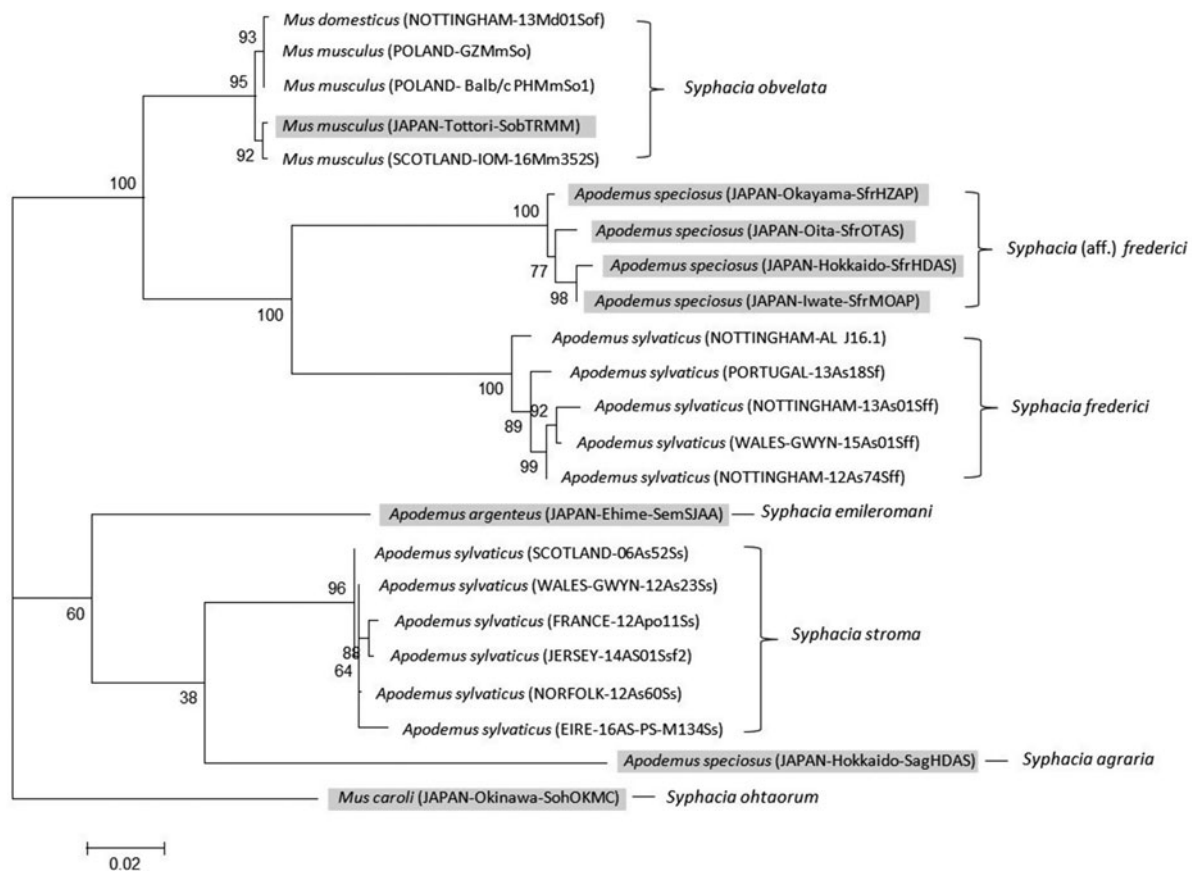 Mus domesticus (NOTTINGHAM-13Md01Sof)
93
Mus musculus (POLAND-GZMmSo)
95
Mus musculus (POLAND- Balb/c PHMmSo1)
Syphacia obvelata
Mus musculus (JAPAN-Tottori-SobTRMM)
92
Mus musculus (SCOTLAND-IOM-16Mm352S)
100
Apodemus speciosus (JAPAN-Okayama-SfrHZAP)
100
Apodemus speciosus (JAPAN-Oita-SfrOTAS)
Syphacia (aff.) frederici
77
Apodemus speciosus (JAPAN-Hokkaido-SfrHDAS)
98
Apodemus speciosus (JAPAN-Iwate-SfrMOAP)
100
Apodemus sylvaticus (NOTTINGHAM-AL J16.1)
100
Apodemus sylvaticus (PORTUGAL-13As18Sf)
92
Apodemus sylvaticus (NOTTINGHAM-13As01Sff)
Syphacia frederici
89
Apodemus sylvaticus (WALES-GWYN-15As01Sff)
99
Apodemus sylvaticus (NOTTINGHAM-12As74Sff)
Apodemus argenteus (JAPAN-Ehime-SemSJAA)
Syphacia emileromani
Apodemus sylvaticus (SCOTLAND-06As52Ss)
96
Apodemus sylvaticus (WALES-GWYN-12As23Ss)
60
Apodemus sylvaticus (FRANCE-12Apo11Ss)
Syphacia stroma
88
Apodemus sylvaticus (JERSEY-14AS01Ssf2)
64
38
Apodemus sylvaticus (NORFOLK-12As60Ss)
Apodemus sylvaticus (EIRE-16AS-PS-M134Ss)
Apodemus speciosus (JAPAN-Hokkaido-SagHDAS)
Syphacia agraria
Mus caroli (JAPAN-Okinawa-SohOKMC)
Syphacia ohtaorum
0.02